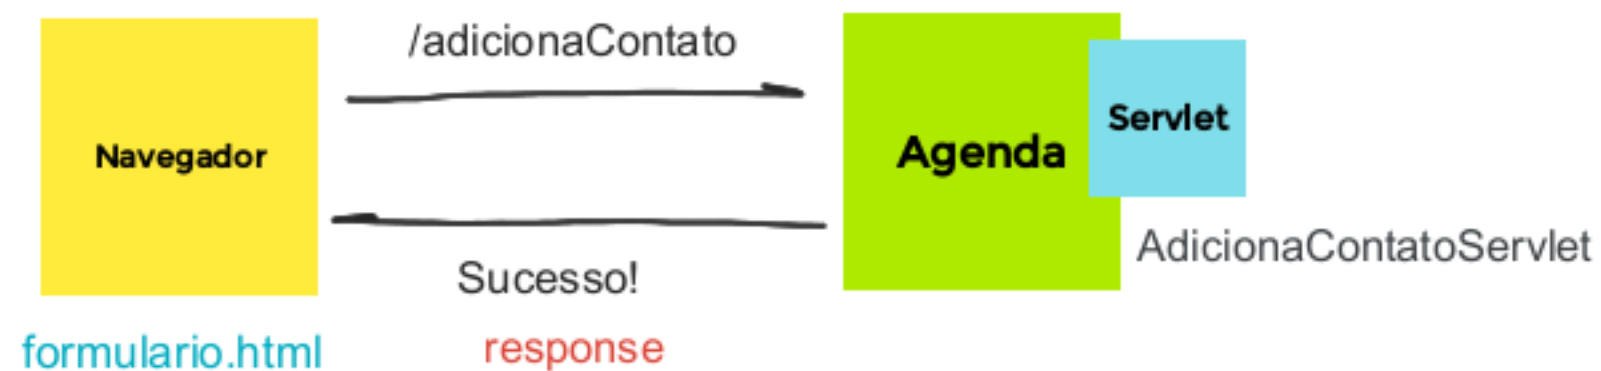 /adicionaContato
Navegador
Agenda
Servlet
AdicionaContatoServlet
Sucesso!
formulario.html
response